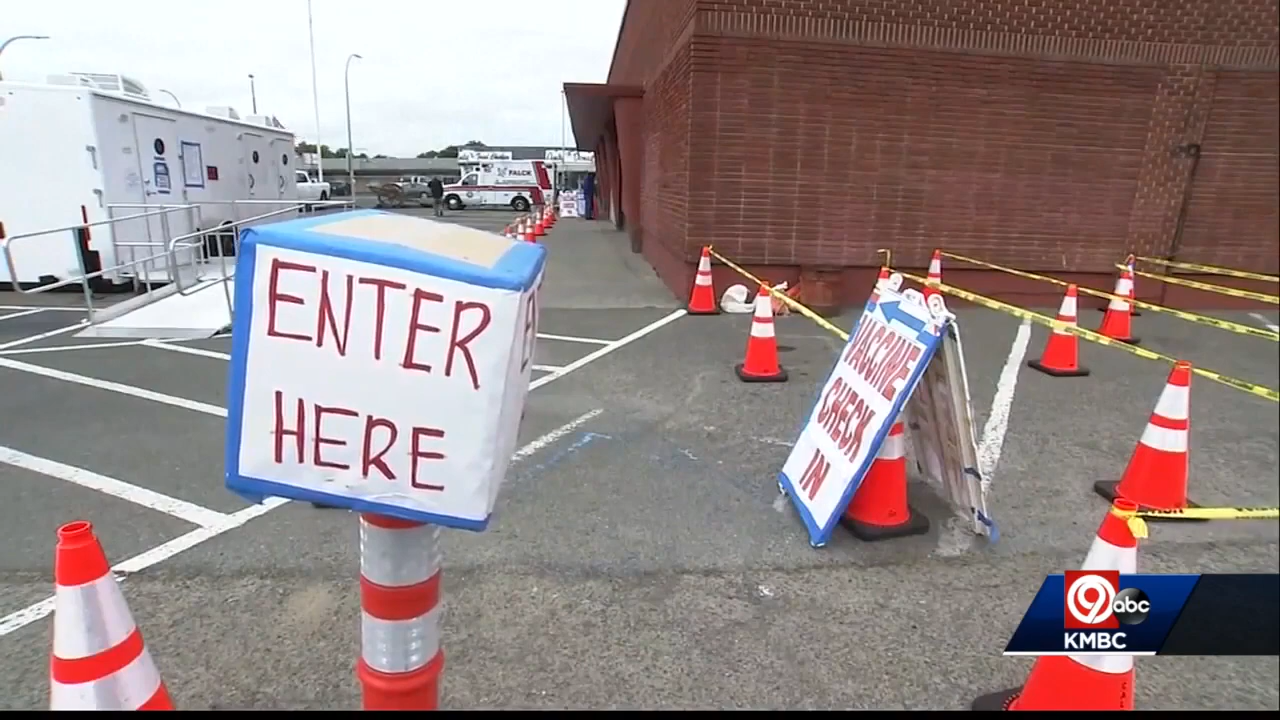 FALCK
ENTER
HERE
E
VACCINE
CHECK
IN
9 abc
KMBC